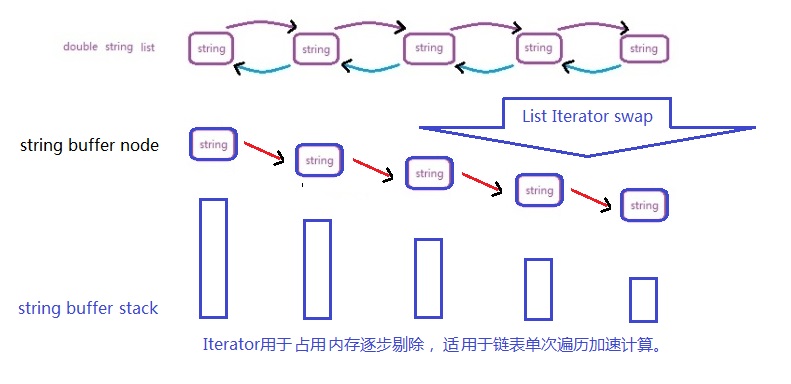 double string list
string string string string string
List Iterator swap
string buffer node
string
string
string
string
string
string buffer stack
Iterator用于占用内存逐步剔除，适用于链表单次遍历加速计算。